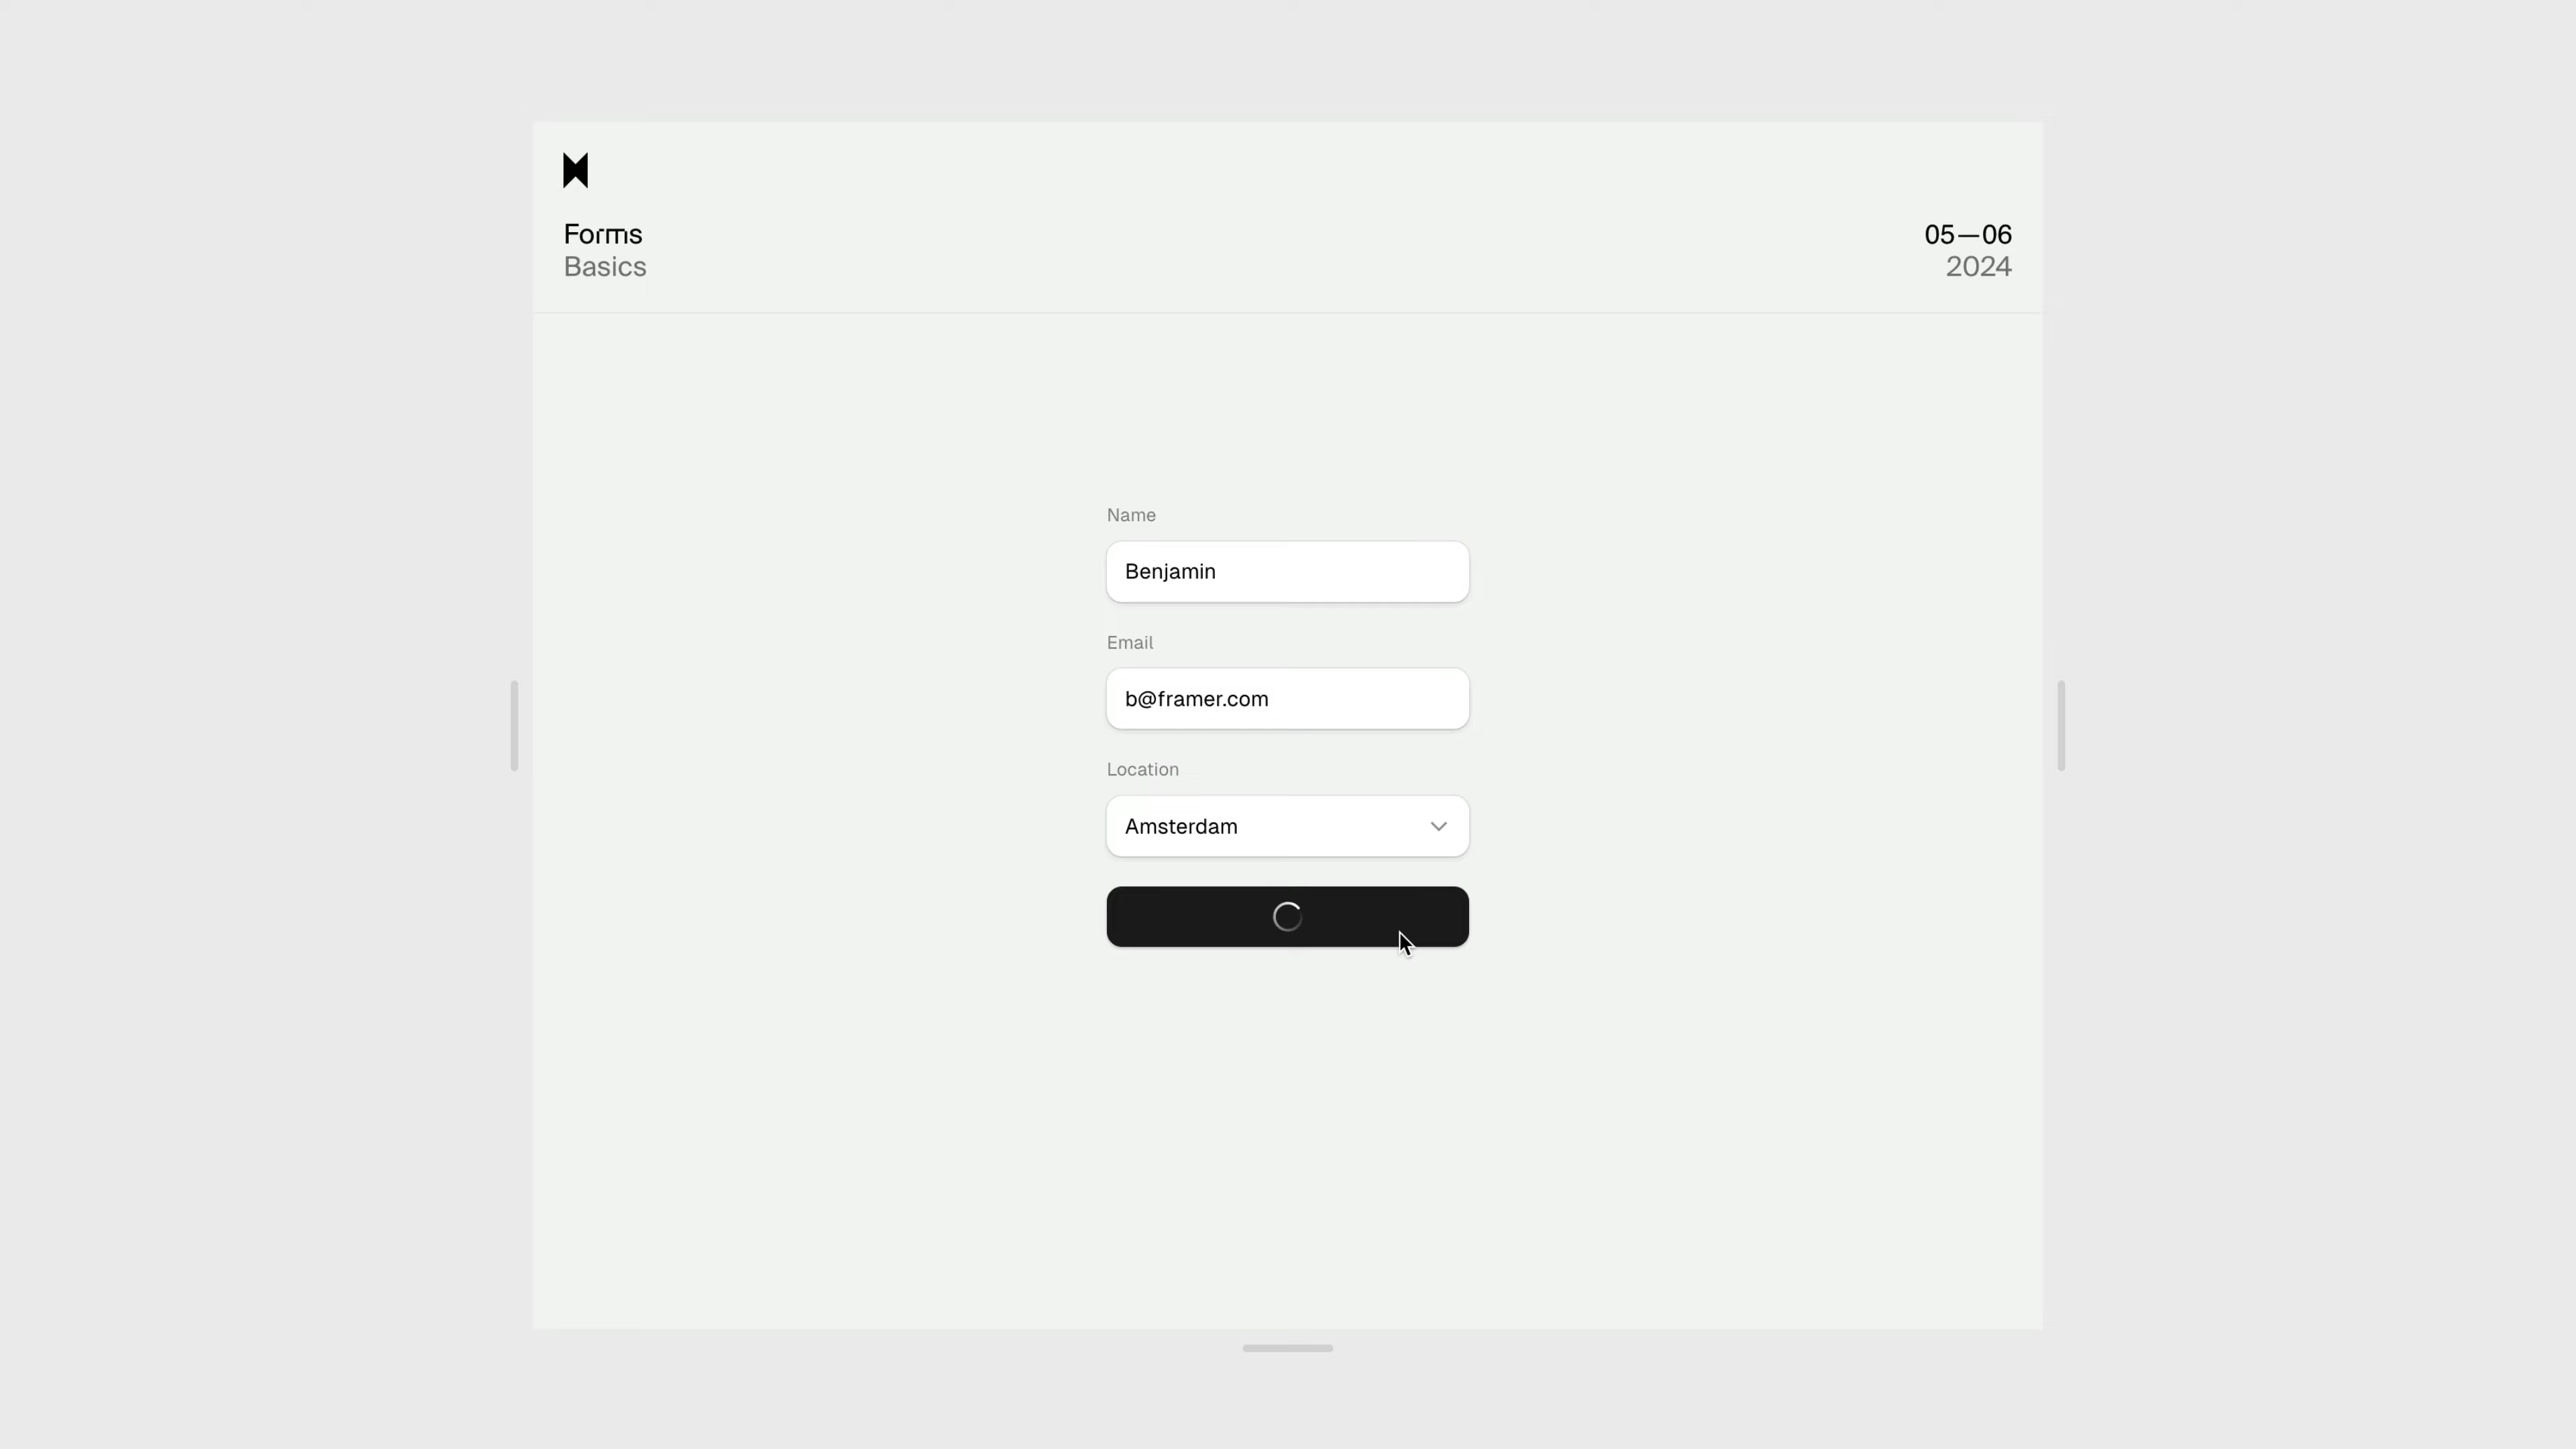 Forms
Basics
05—06
2024
Name
Benjamin
Email
b@framer.com
Location
Amsterdam